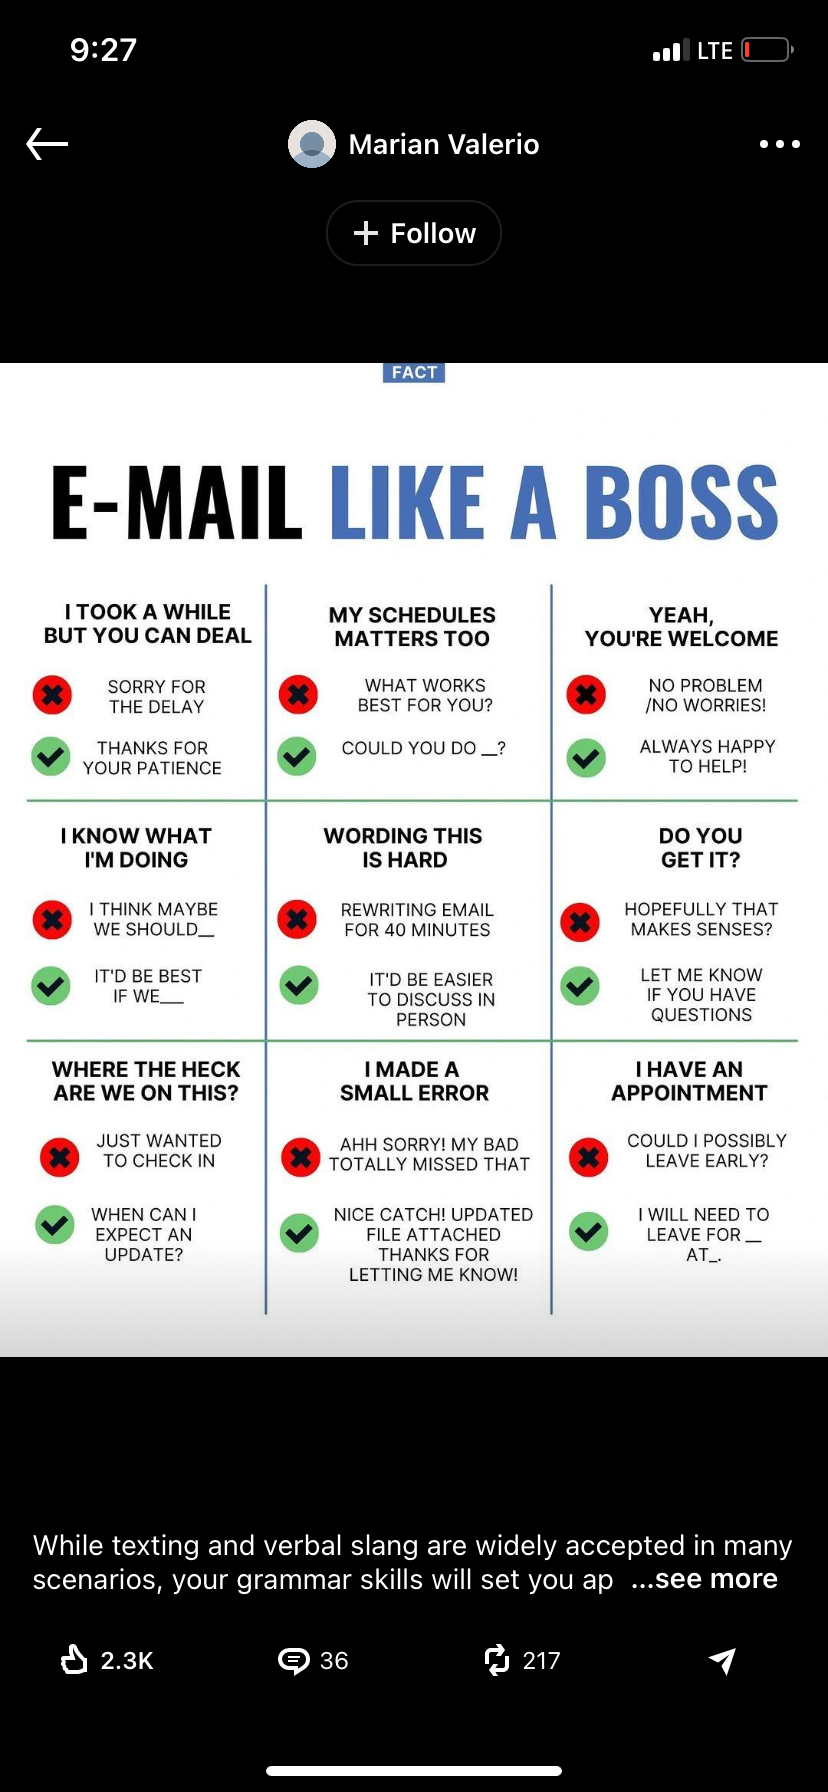 9:27
LTE
Marian Valerio
+ Follow
FACT
E-MAIL LIKE A BOSS
I TOOK A WHILE
BUT YOU CAN DEAL
SORRY FOR
THE DELAY
THANKS FOR
YOUR PATIENCE
MY SCHEDULES
MATTERS TOO
WHAT WORKS
BEST FOR YOU?
COULD YOU DO __?
YEAH,
YOU'RE WELCOME
NO PROBLEM
/NO WORRIES!
ALWAYS HAPPY
TO HELP!
I KNOW WHAT
I'M DOING
I THINK MAYBE
WE SHOULD__
IT'D BE BEST
IF WE___
WORDING THIS
IS HARD
REWRITING EMAIL
FOR 40 MINUTES
IT'D BE EASIER
TO DISCUSS IN
PERSON
DO YOU
GET IT?
HOPEFULLY THAT
MAKES SENSES?
LET ME KNOW
IF YOU HAVE
QUESTIONS
WHERE THE HECK
ARE WE ON THIS?
JUST WANTED
TO CHECK IN
WHEN CAN I
EXPECT AN
UPDATE?
I MADE A
SMALL ERROR
AHH SORRY! MY BAD
TOTALLY MISSED THAT
NICE CATCH! UPDATED
FILE ATTACHED
THANKS FOR
LETTING ME KNOW!
I HAVE AN
APPOINTMENT
COULD I POSSIBLY
LEAVE EARLY?
I WILL NEED TO
LEAVE FOR __
AT_.
While texting and verbal slang are widely accepted in many
scenarios, your grammar skills will set you ap ...see more
2.3K
36
217